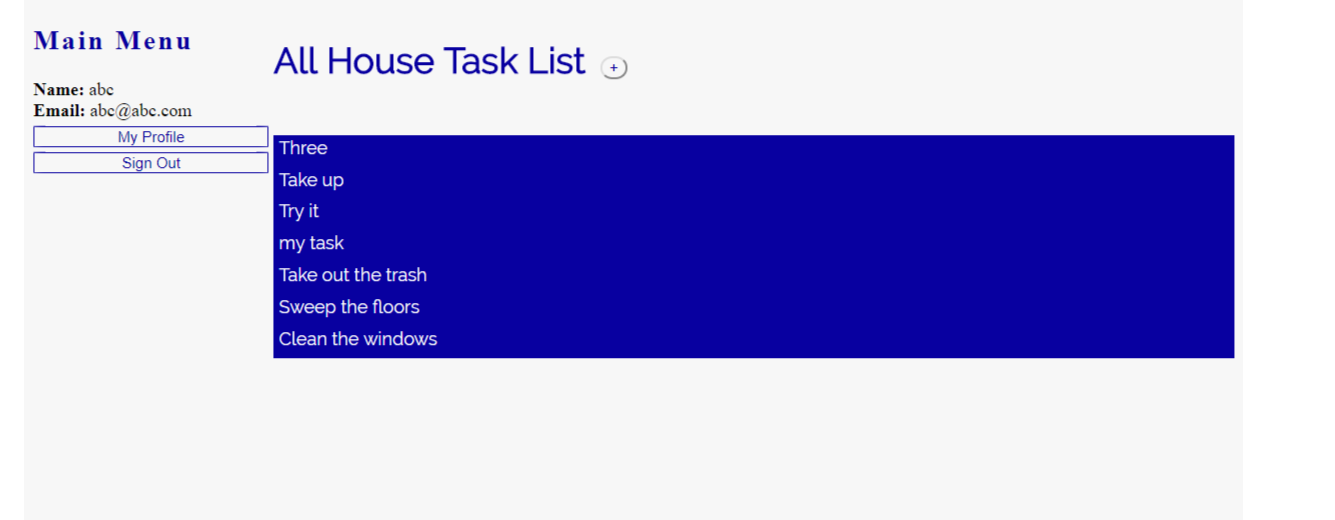 Main Menu
Name: abc
Email: abc@abc.com
My Profile
Sign Out
All House Task List +
Three
Take up
Try it
my task
Take out the trash
Sweep the floors
Clean the windows